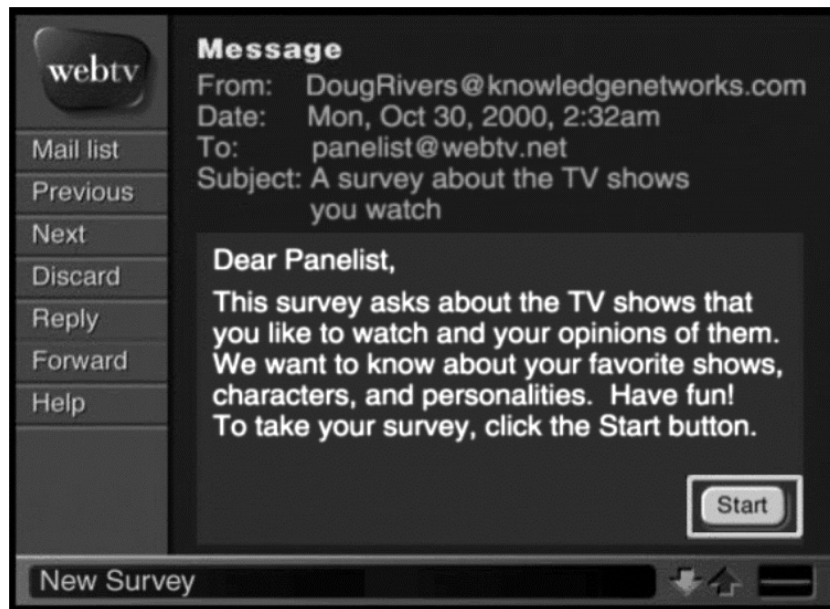 webtv
Mail list
Previous
Next
Discard
Reply
Forward
Help
Message
From: DougRivers@knowledgenetworks.com
Date: Mon, Oct 30, 2000, 2:32am
To: panelist@webtv.net
Subject: A survey about the TV shows
you watch
Dear Panelist,
This survey asks about the TV shows that
you like to watch and your opinions of them.
We want to know about your favorite shows,
characters, and personalities. Have fun!
To take your survey, click the Start button.
Start
New Survey